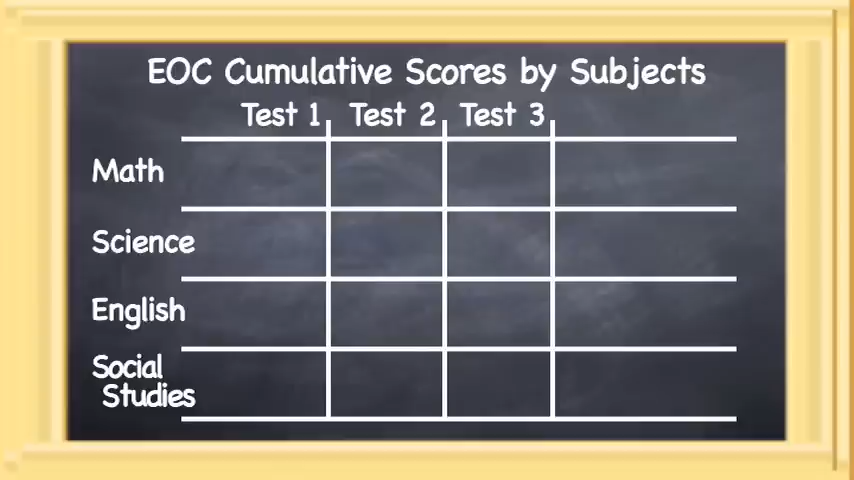 EOC Cumulative Scores by Subjects
Test 1 Test 2 Test 3
Math
Science
English
Social
Studies